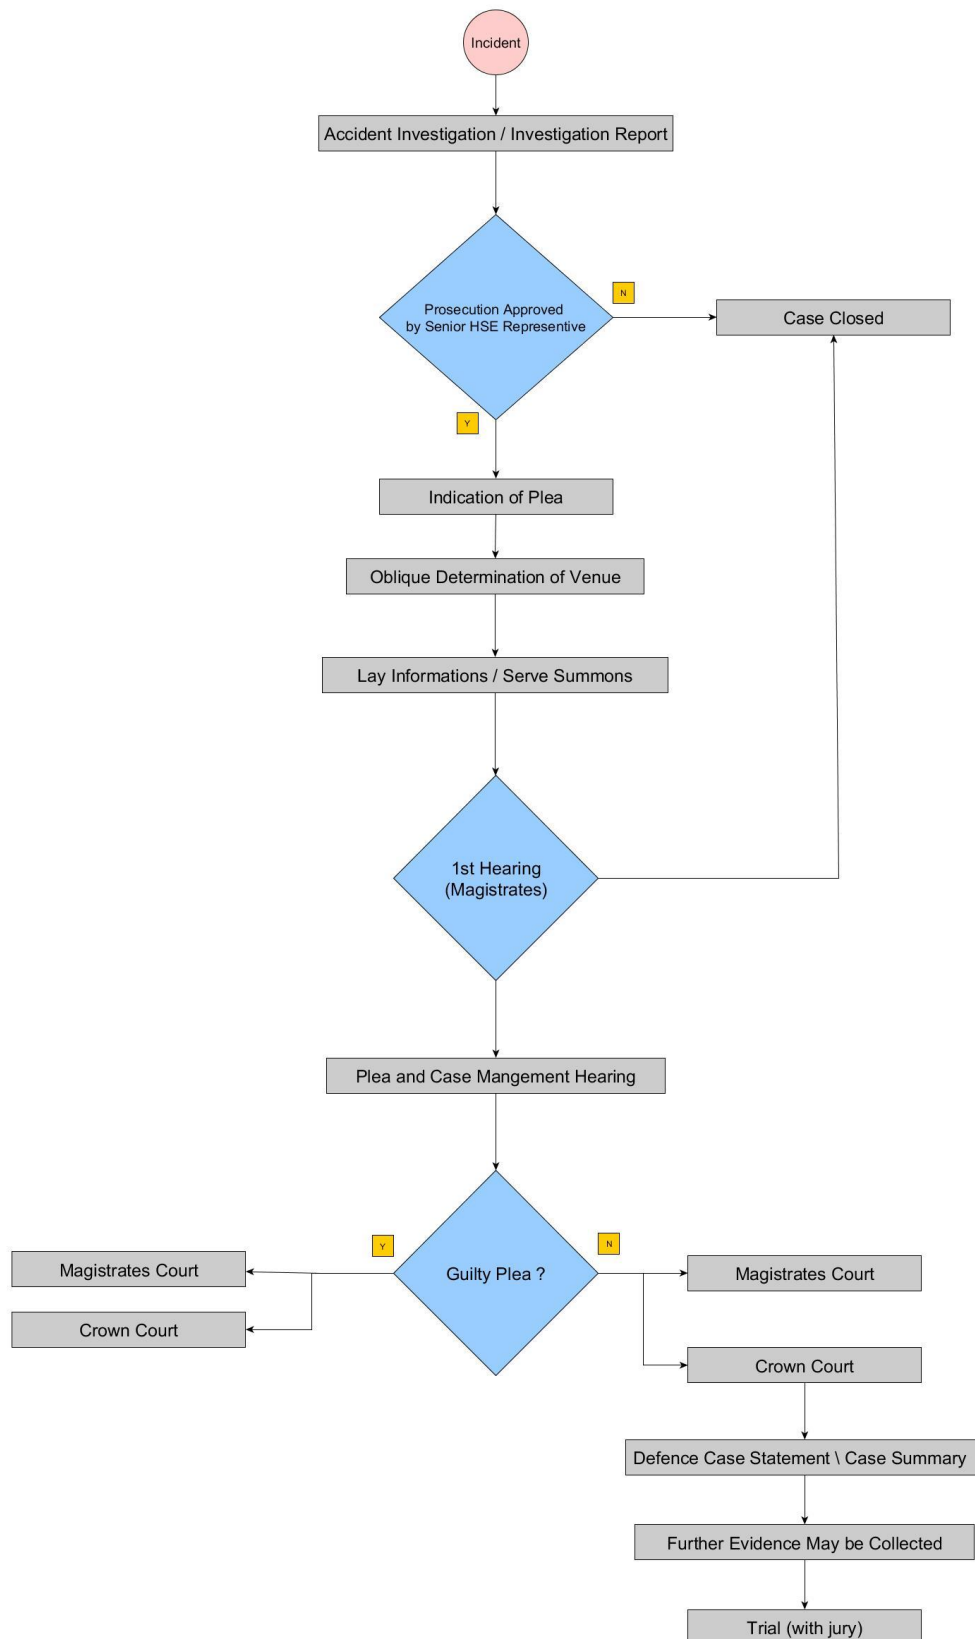 Incident
Accident Investigation / Investigation Report
Prosecution Approved
by Senior HSE Representive
N
Case Closed
Y
Indication of Plea
Oblique Determination of Venue
Lay Informations / Serve Summons
1st Hearing
(Magistrates)
Plea and Case Mangement Hearing
Y
N
Guilty Plea ?
Magistrates Court
Crown Court
Magistrates Court
Crown Court
Defence Case Statement \ Case Summary
Further Evidence May be Collected
Trial (with jury)